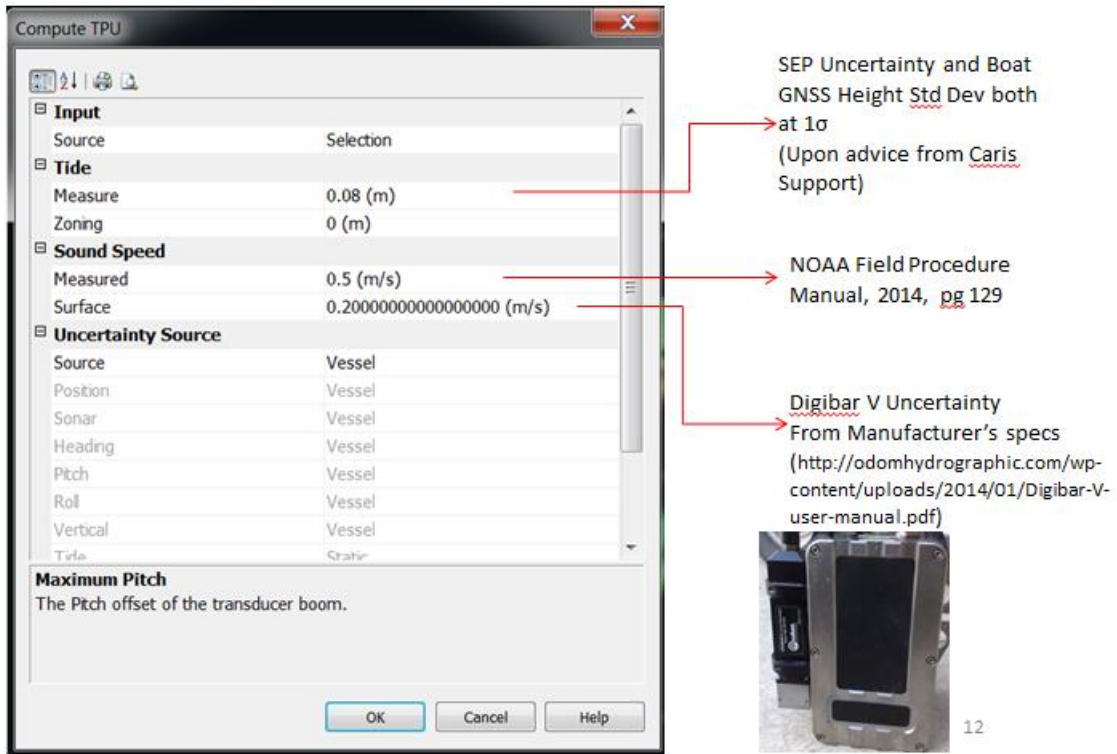 Compute TPU
Input
Source Selection
Tide
Measure 0.08 (m)
Zoning 0 (m)
Sound Speed
Measured 0.5 (m/s)
Surface 0.20000000000000000 (m/s)
Uncertainty Source
Source Vessel
Position Vessel
Sonar Vessel
Heading Vessel
Pitch Vessel
Roll Vessel
Vertical Vessel
Tide Static
Maximum Pitch
The Pitch offset of the transducer boom.
OK Cancel Help
SEP Uncertainty and Boat
GNSS Height Std Dev both
at 1σ
(Upon advice from Caris
Support)
NOAA Field Procedure
Manual, 2014, pg 129
Digibar V Uncertainty
From Manufacturer's specs
(http://odomhydrographic.com/wp-
content/uploads/2014/01/Digibar-V-
user-manual.pdf)
12